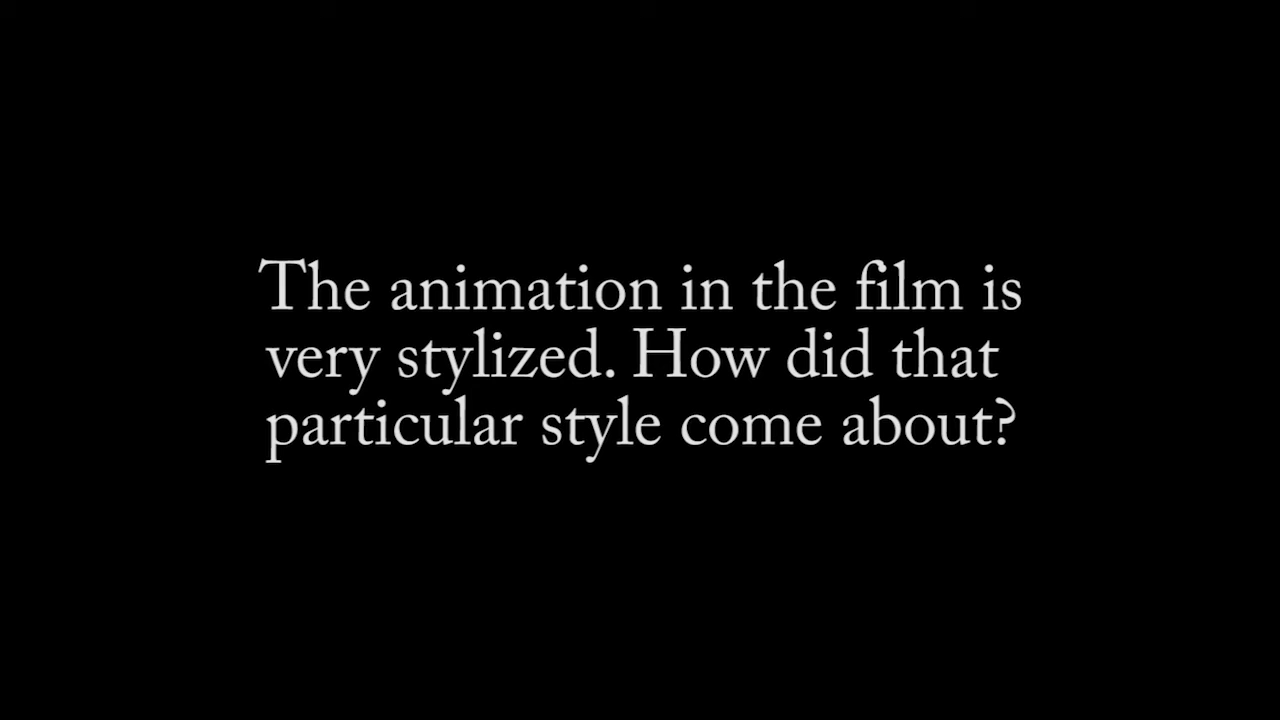 The animation in the film is
very stylized. How did that
particular style come about?